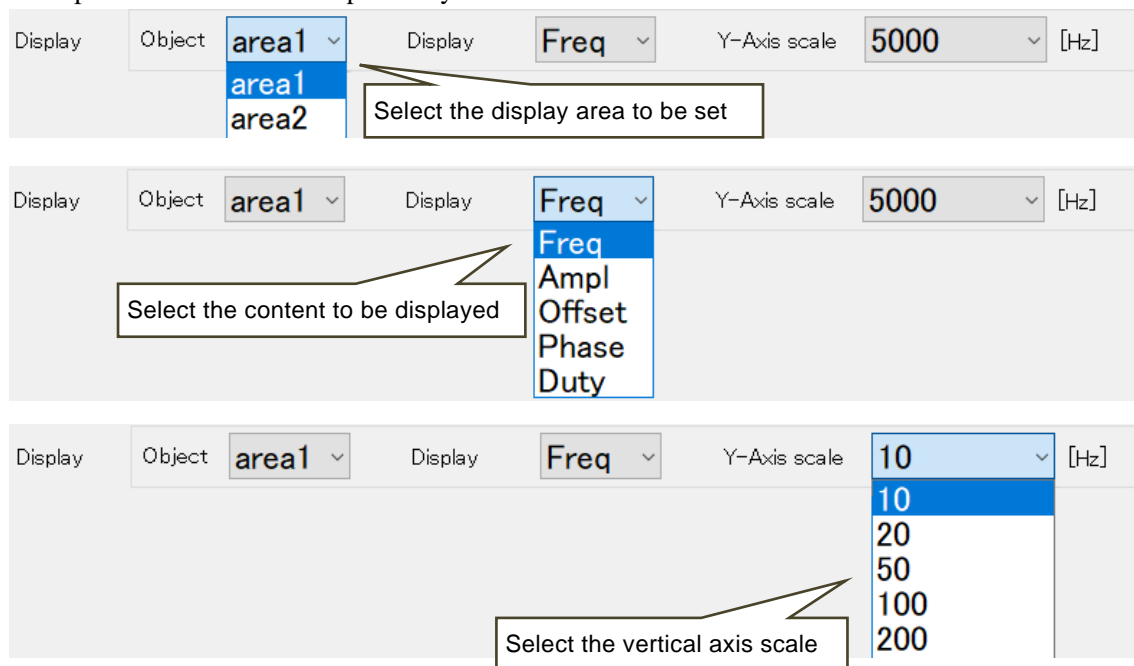 Display Object area1 Display Freq Y-Axis scale 5000 [Hz]
area1
area2
Select the display area to be set
Display Object area1 Display Freq Y-Axis scale 5000 [Hz]
Freq
Ampl
Offset
Phase
Duty
Select the content to be displayed
Display Object area1 Display Freq Y-Axis scale 10 [Hz]
10
20
50
100
200
Select the vertical axis scale